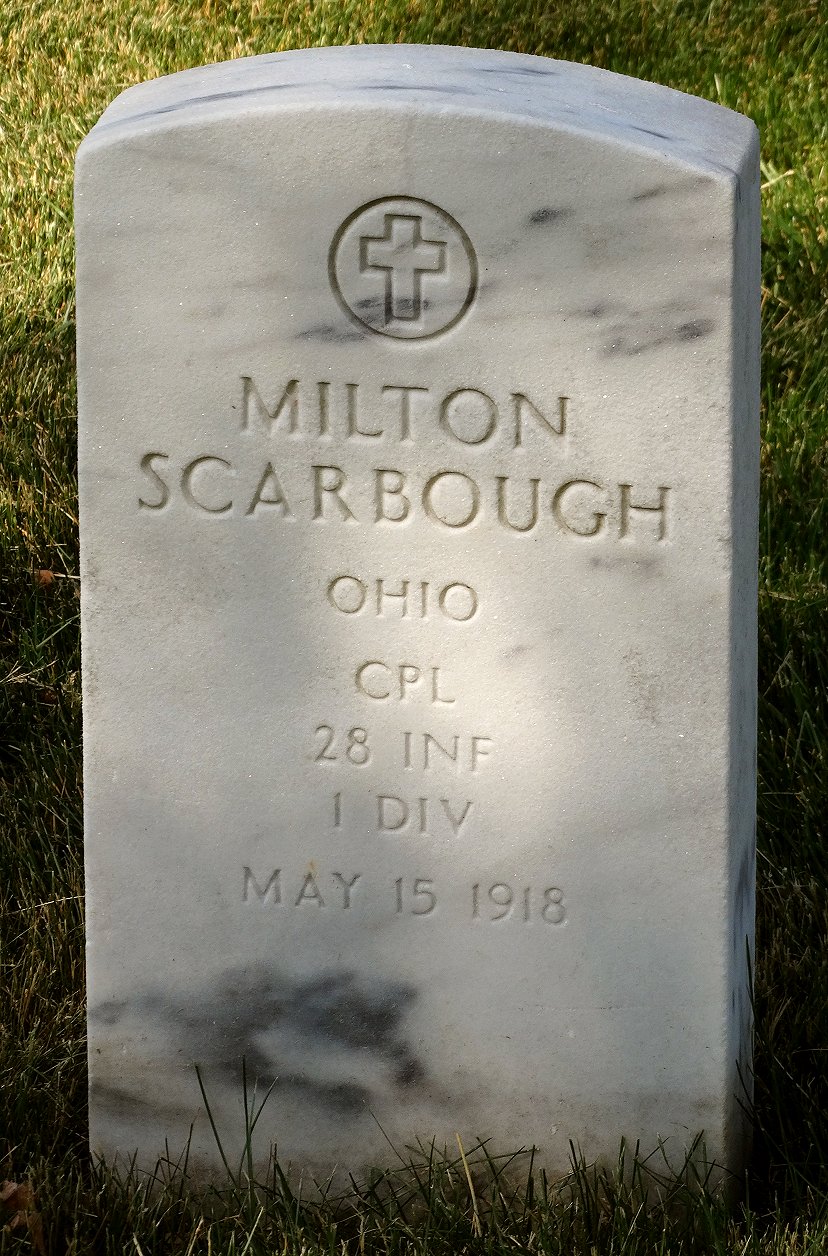 MILTON
SCARBOUGH
OHIO
CPL
28 INF
1 DIV
MAY 15 1918